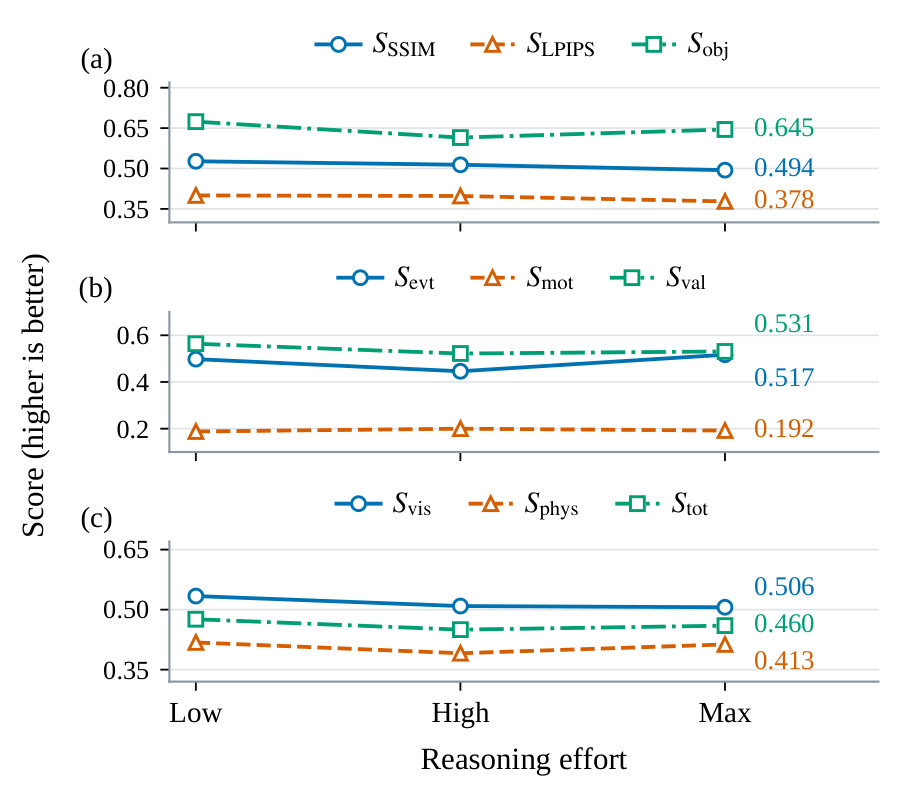 (a)
S_SSIM S_LPIPS S_obj
0.80
0.65
0.50
0.35
0.645
0.494
0.378
Score (higher is better)
(b)
S_evt S_mot S_val
0.6
0.4
0.2
0.531
0.517
0.192
(c)
S_vis S_phys S_tot
0.65
0.50
0.35
0.506
0.460
0.413
Low High Max
Reasoning effort